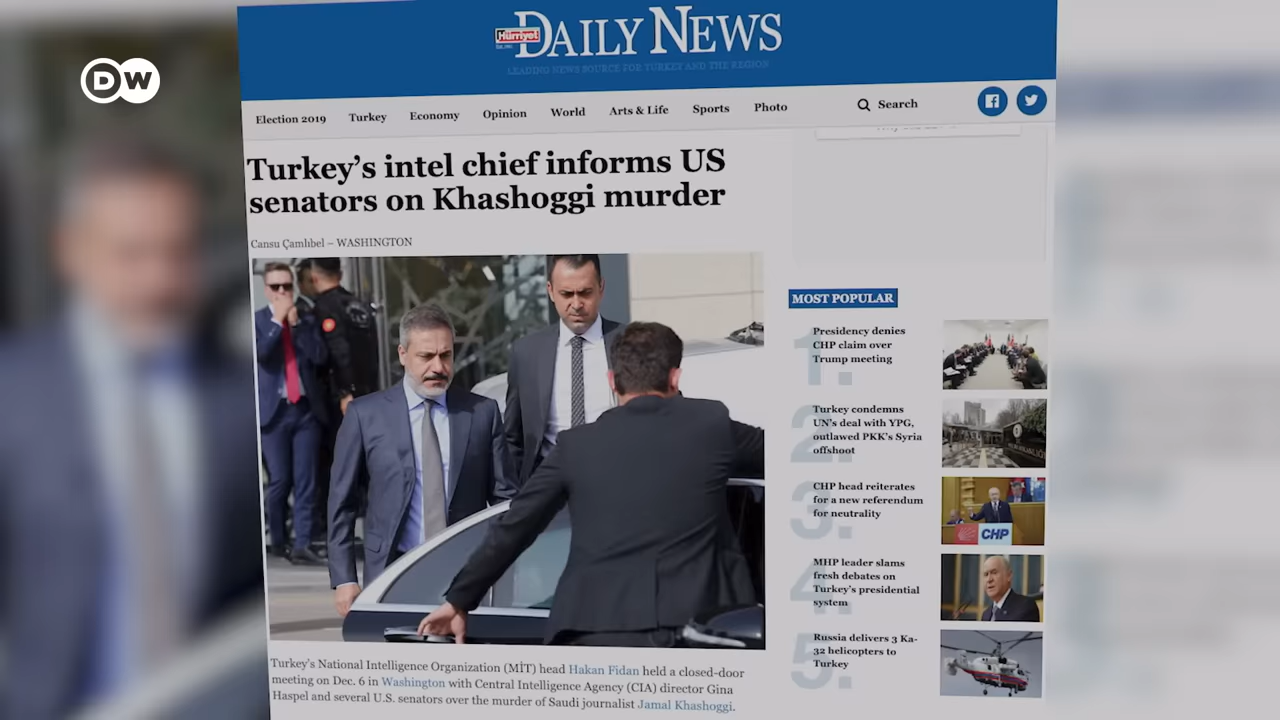 DW
Hürriyet
DAILY NEWS
LEADING NEWS SOURCE FOR TURKEY AND THE REGION
Election 2019 Turkey Economy Opinion World Arts & Life Sports Photo Search
Turkey's intel chief informs US
senators on Khashoggi murder
Cansu Çamlıbel – WASHINGTON
Turkey's National Intelligence Organization (MİT) head Hakan Fidan held a closed-door
meeting on Dec. 6 in Washington with Central Intelligence Agency (CIA) director Gina
Haspel and several U.S. senators over the murder of Saudi journalist Jamal Khashoggi.
MOST POPULAR
1.
Presidency denies
CHP claim over
Trump meeting
2.
Turkey condemns
UN's deal with YPG,
outlawed PKK's Syria
offshoot
3.
CHP head reiterates
for a new referendum
for neutrality
CHP
4.
MHP leader slams
fresh debates on
Turkey's presidential
system
5.
Russia delivers 3 Ka-
32 helicopters to
Turkey